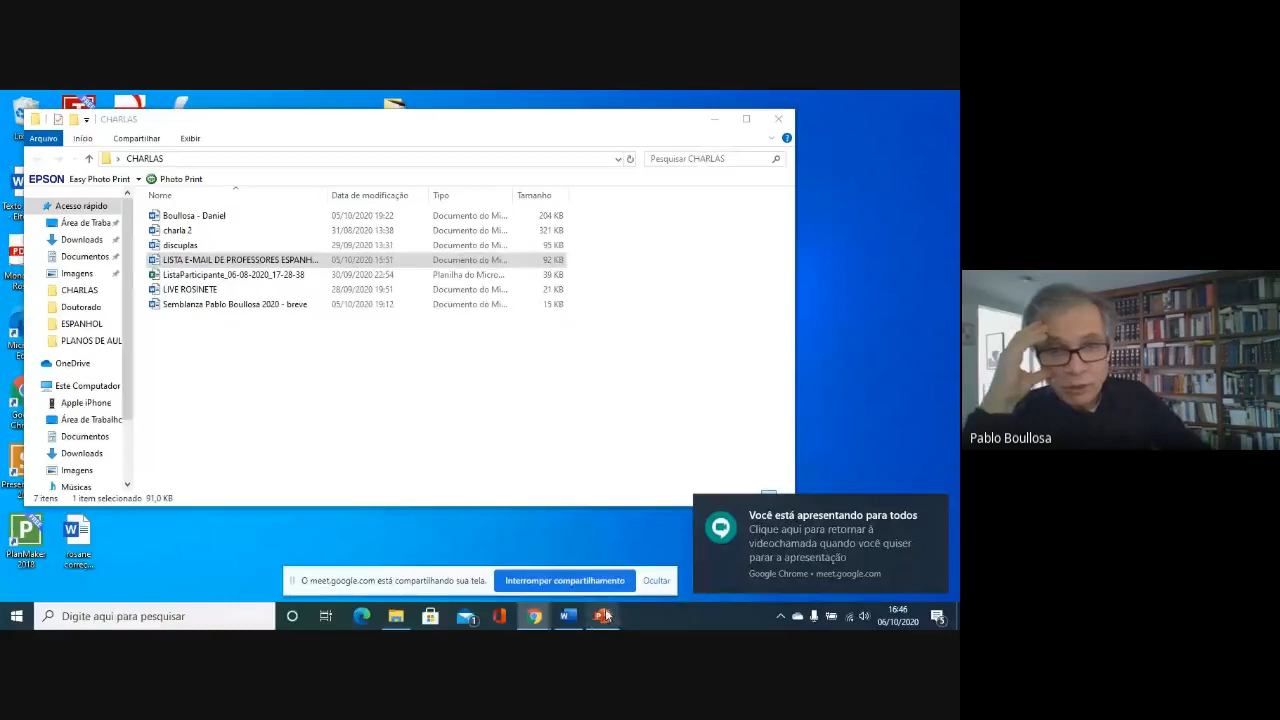 CHARLAS
Arquivo Início Compartilhar Exibir
CHARLAS Pesquisar CHARLAS
EPSON Easy Photo Print Photo Print
Nome Data de modificação Tipo Tamanho
Acesso rápido
Área de Traba
Downloads
Documentos
Imagens
CHARLAS
Doutorado
ESPANHOL
PLANOS DE AUL
OneDrive
Este Computador
Apple iPhone
Área de Trabalho
Documentos
Downloads
Imagens
Músicas
Boullosa - Daniel 05/10/2020 19:22 Documento do Mi... 204 KB
charla 2 31/08/2020 13:38 Documento do Mi... 321 KB
discuplas 29/09/2020 13:31 Documento do Mi... 95 KB
LISTA E-MAIL DE PROFESSORES ESPANH... 05/10/2020 15:51 Documento do Mi... 92 KB
ListaParticipante_06-08-2020_17-28-38 30/09/2020 22:54 Planilha do Micro... 39 KB
LIVE ROSINETE 28/09/2020 19:51 Documento do Mi... 21 KB
Semblanza Pablo Boullosa 2020 - breve 05/10/2020 19:12 Documento do Mi... 15 KB
7 itens 1 item selecionado 91,0 KB
PlanMaker
2018
rosane
correç...
Você está apresentando para todos
Clique aqui para retornar à
videochamada quando você quiser
parar a apresentação
Google Chrome • meet.google.com
O meet.google.com está compartilhando sua tela. Interromper compartilhamento Ocultar
Digite aqui para pesquisar
16:46
06/10/2020
Pablo Boullosa